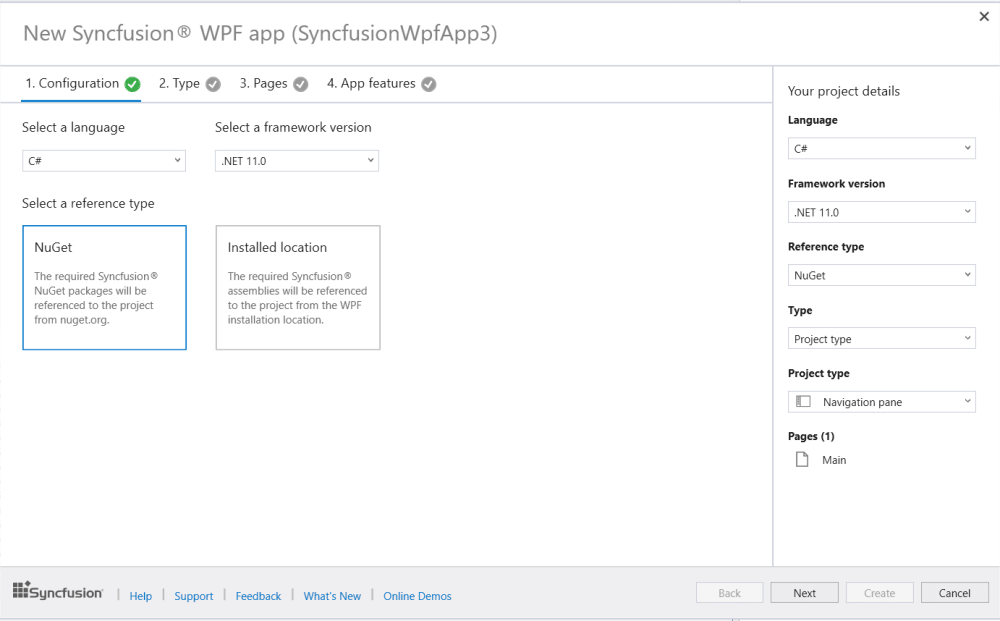 New Syncfusion® WPF app (SyncfusionWpfApp3)
1. Configuration
2. Type
3. Pages
4. App features
Select a language
Select a framework version
C#
.NET 11.0
Select a reference type
NuGet
The required Syncfusion®
NuGet packages will be
referenced to the project
from nuget.org.
Installed location
The required Syncfusion®
assemblies will be referenced
to the project from the WPF
installation location.
Your project details
Language
C#
Framework version
.NET 11.0
Reference type
NuGet
Type
Project type
Project type
Navigation pane
Pages (1)
Main
Syncfusion
Help
Support
Feedback
What's New
Online Demos
Back
Next
Create
Cancel